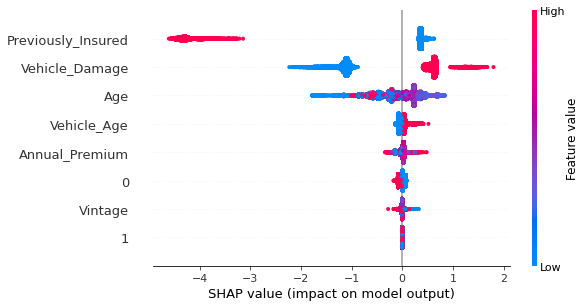 High
Previously_Insured
Vehicle_Damage
Age
Vehicle_Age
Annual_Premium
0
Vintage
1
Feature value
Low
−4 −3 −2 −1 0 1 2
SHAP value (impact on model output)